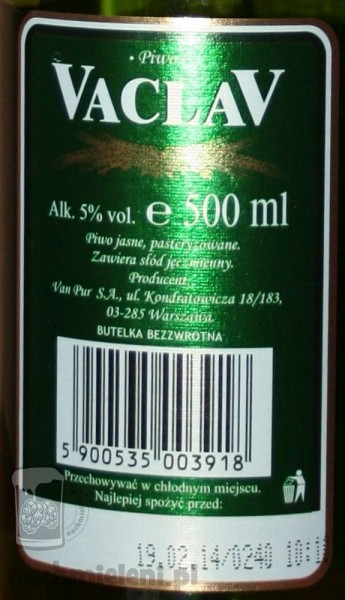 • Piwo •
VACLAV
Alk. 5% vol. e 500 ml
Piwo jasne, pasteryzowane.
Zawiera słód jęczmienny.
Producent:
Van Pur S.A., ul. Kondratowicza 18/183,
03-285 Warszawa
BUTELKA BEZZWROTNA
5 900535 003918
Przechowywać w chłodnym miejscu.
Najlepiej spożyć przed:
19.02.14/0240